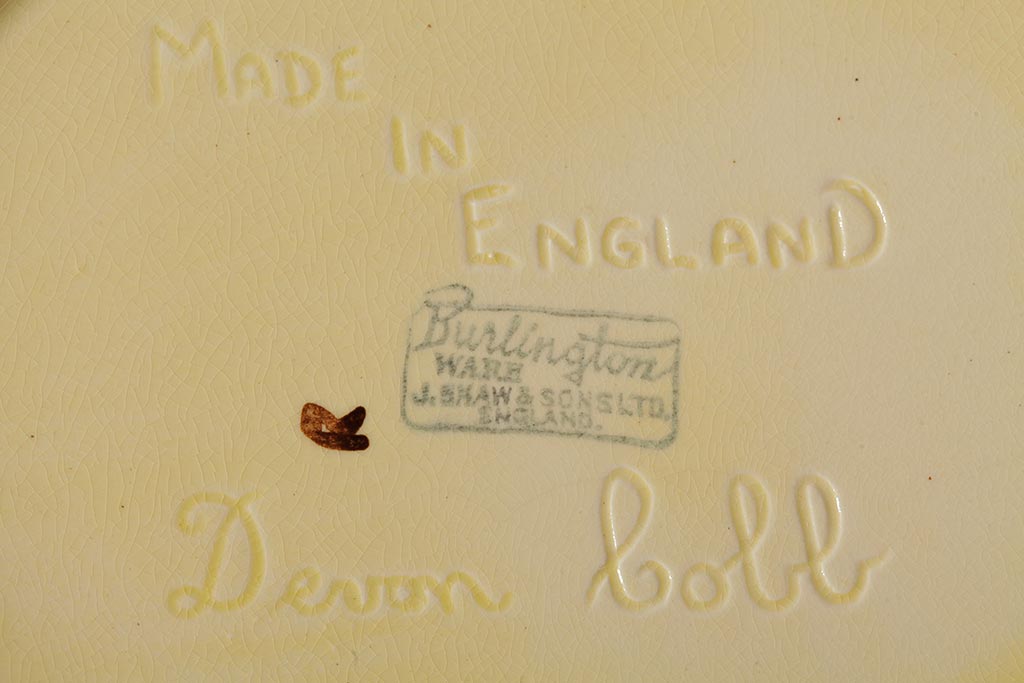 MADE
IN
ENGLAND
Burlington
WARE
J. SHAW & SONS LTD.
ENGLAND.
Devon Cobb